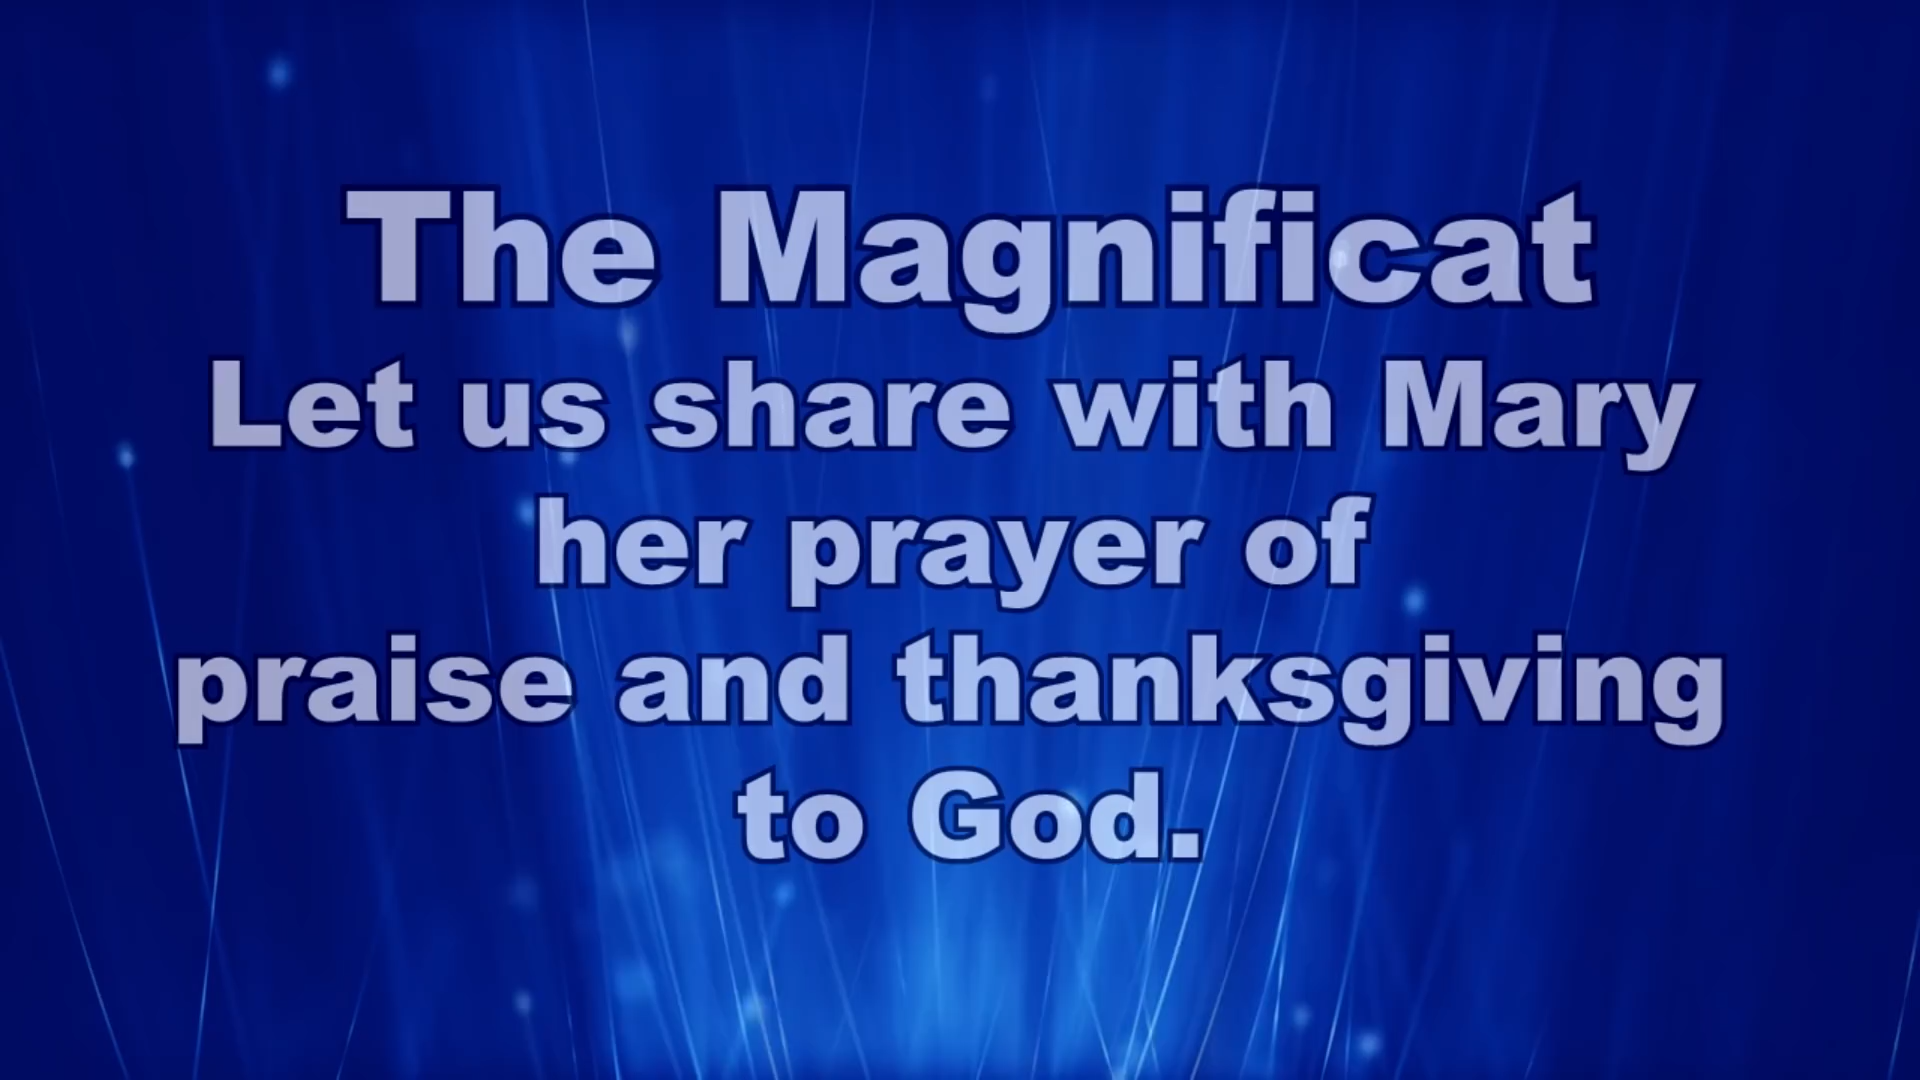 The Magnificat
Let us share with Mary
her prayer of
praise and thanksgiving
to God.